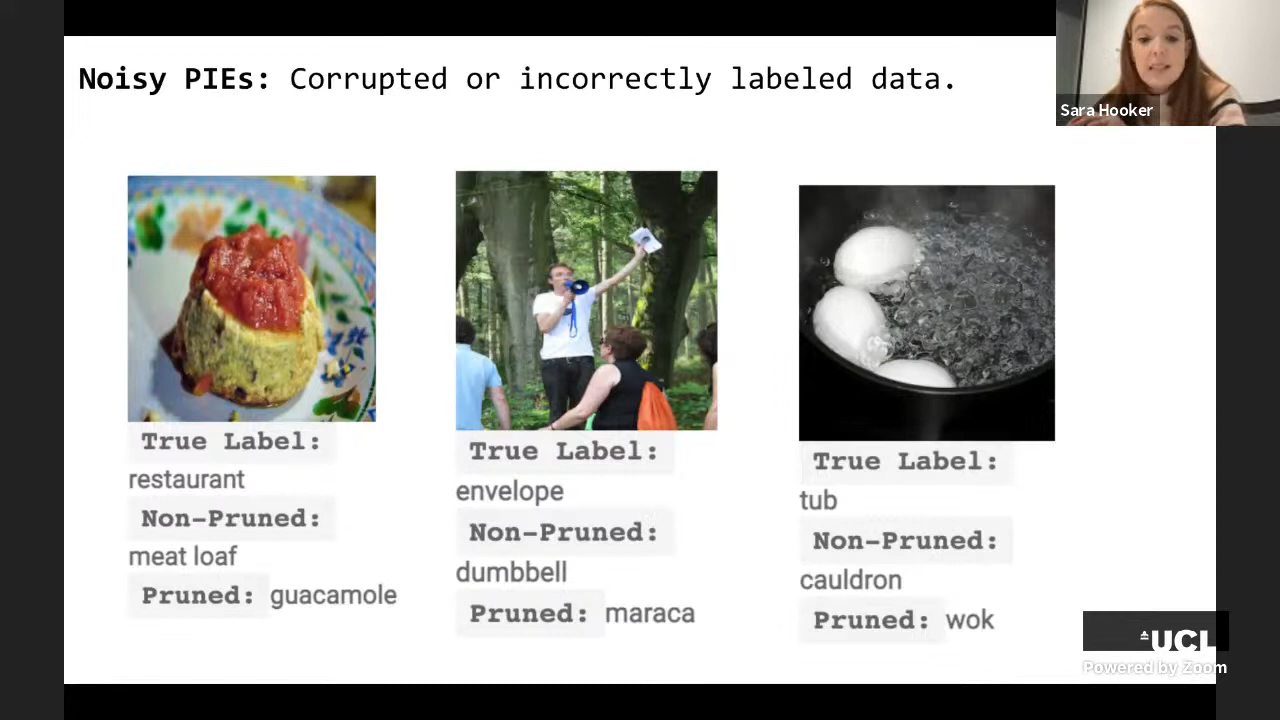 Noisy PIEs: Corrupted or incorrectly labeled data.
Sara Hooker
True Label:
restaurant
Non-Pruned:
meat loaf
Pruned: guacamole
True Label:
envelope
Non-Pruned:
dumbbell
Pruned: maraca
True Label:
tub
Non-Pruned:
cauldron
Pruned: wok
UCL
Powered by Zoom